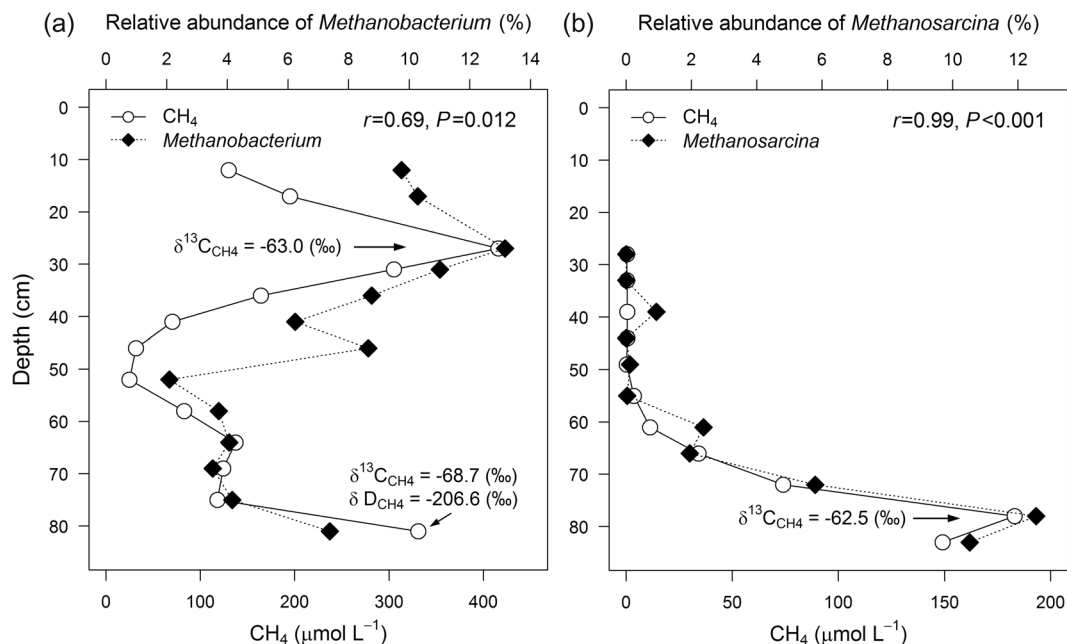 (a)
Relative abundance of Methanobacterium (%)
0 2 4 6 8 10 12 14
CH₄
Methanobacterium
r=0.69, P=0.012
δ¹³C_CH4 = -63.0 (‰)
δ¹³C_CH4 = -68.7 (‰)
δ D_CH4 = -206.6 (‰)
0
10
20
30
40
50
60
70
80
Depth (cm)
0 100 200 300 400
CH₄ (μmol L⁻¹)
(b)
Relative abundance of Methanosarcina (%)
0 2 4 6 8 10 12
CH₄
Methanosarcina
r=0.99, P<0.001
δ¹³C_CH4 = -62.5 (‰)
0
10
20
30
40
50
60
70
80
0 50 100 150 200
CH₄ (μmol L⁻¹)